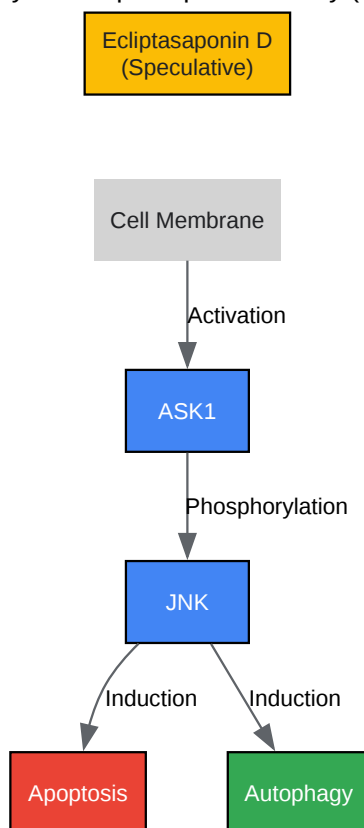 Ecliptasaponin D
(Speculative)
Cell Membrane
Activation
ASK1
Phosphorylation
JNK
Induction Induction
Apoptosis Autophagy